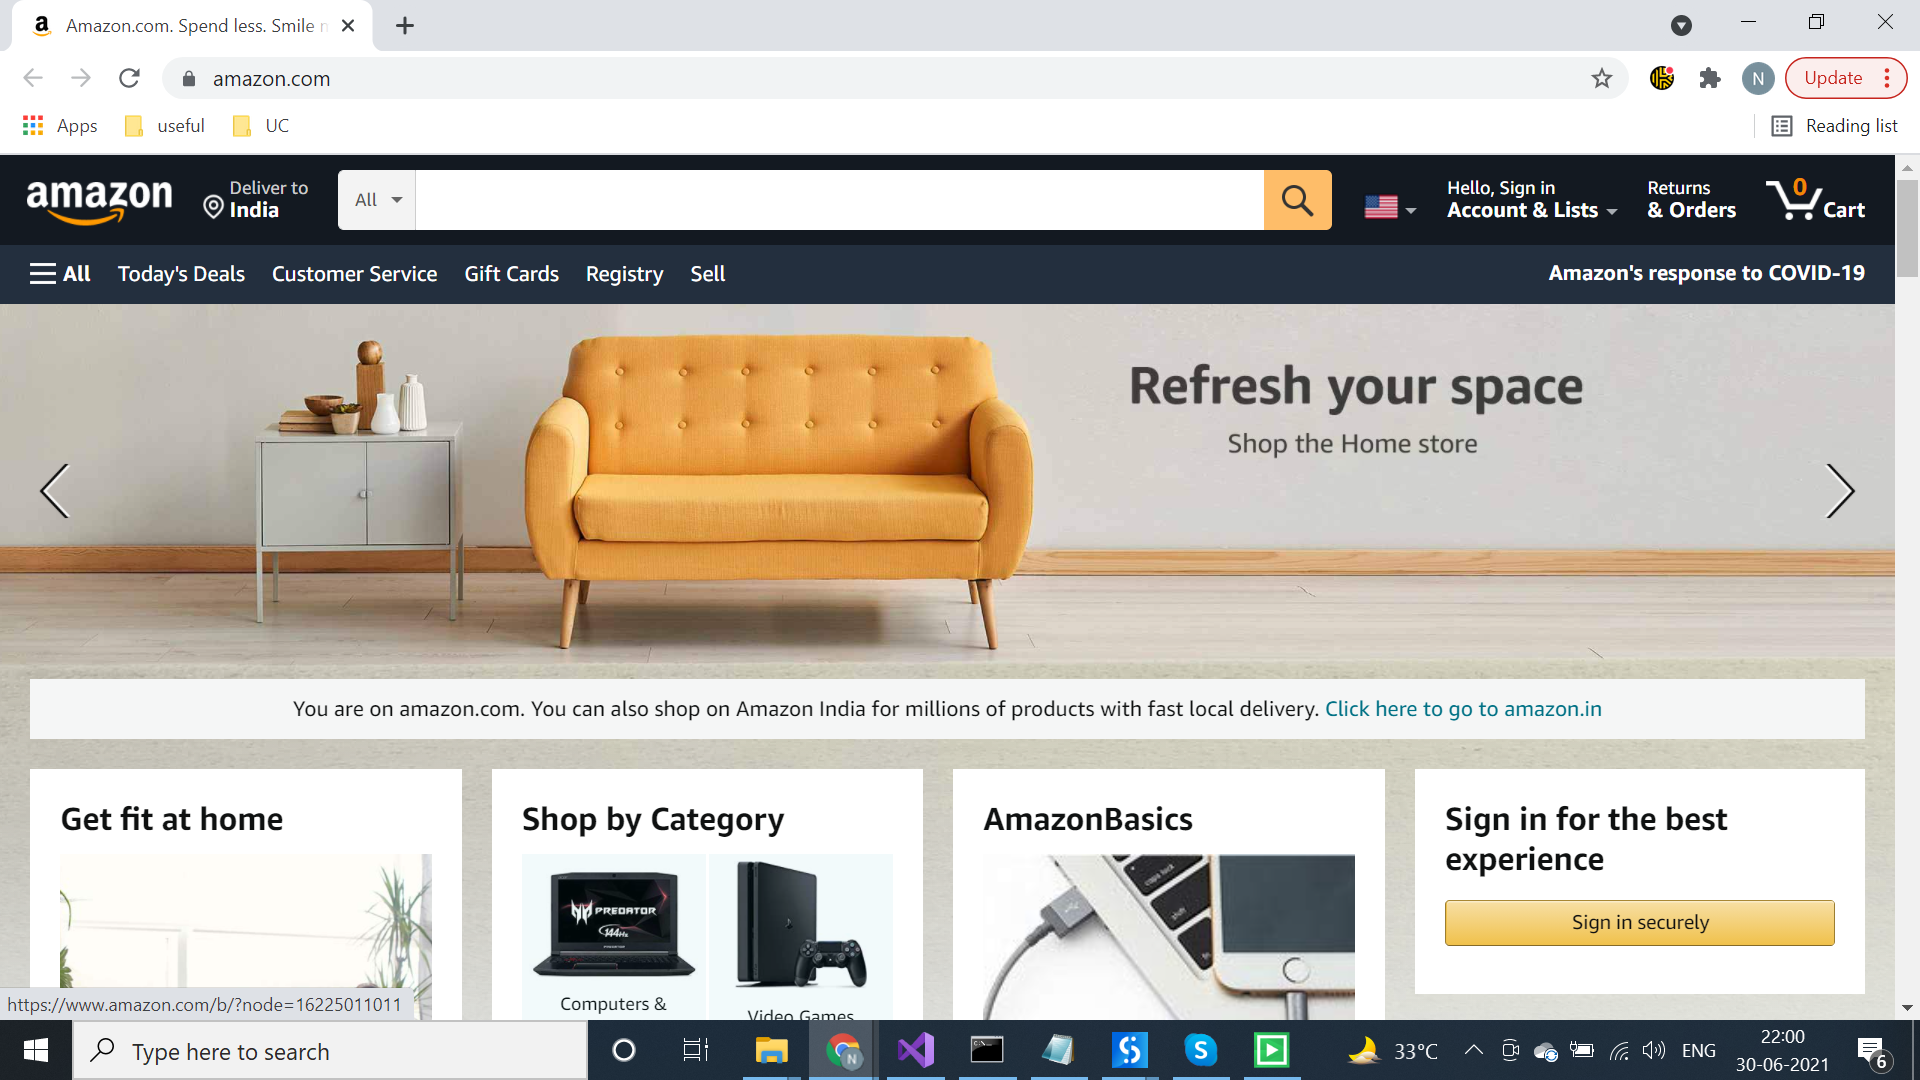 Amazon.com. Spend less. Smile m
amazon.com
N
Update
Apps
useful
UC
Reading list
amazon
Deliver to
India
All
Hello, Sign in
Account & Lists
Returns
& Orders
0
Cart
All
Today's Deals
Customer Service
Gift Cards
Registry
Sell
Amazon's response to COVID-19
Refresh your space
Shop the Home store
You are on amazon.com. You can also shop on Amazon India for millions of products with fast local delivery. Click here to go to amazon.in
Get fit at home
Shop by Category
PREDATOR
144Hz
Computers &
Video Games
AmazonBasics
caps lock
shift
Sign in for the best
experience
Sign in securely
https://www.amazon.com/b/?node=16225011011
Type here to search
N
33°C
ENG
22:00
30-06-2021
6